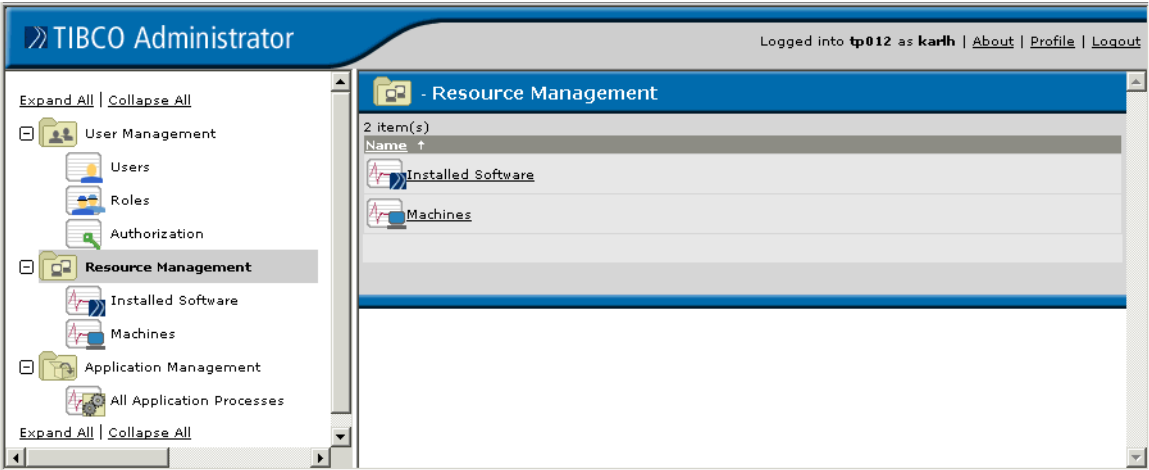 TIBCO Administrator
Logged into tp012 as karlh | About | Profile | Logout
Expand All | Collapse All
User Management
Users
Roles
Authorization
Resource Management
Installed Software
Machines
Application Management
All Application Processes
Expand All | Collapse All
- Resource Management
2 item(s)
Name ↑
Installed Software
Machines